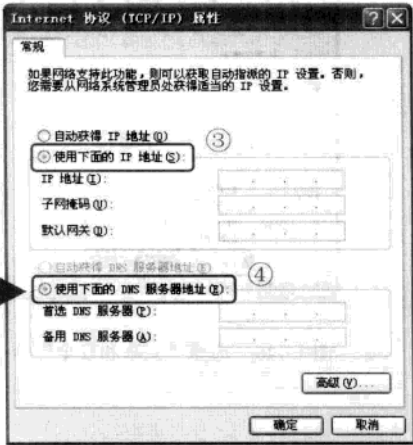 Internet 协议 (TCP/IP) 属性
常规
如果网络支持此功能，则可以获取自动指派的 IP 设置。否则，
您需要从网络系统管理员处获得适当的 IP 设置。
自动获得 IP 地址(O)
③
使用下面的 IP 地址(S):
IP 地址(I):
子网掩码(U):
默认网关(D):
自动获得 DNS 服务器地址(B)
④
使用下面的 DNS 服务器地址(E):
首选 DNS 服务器(P):
备用 DNS 服务器(A):
高级(V)...
确定
取消